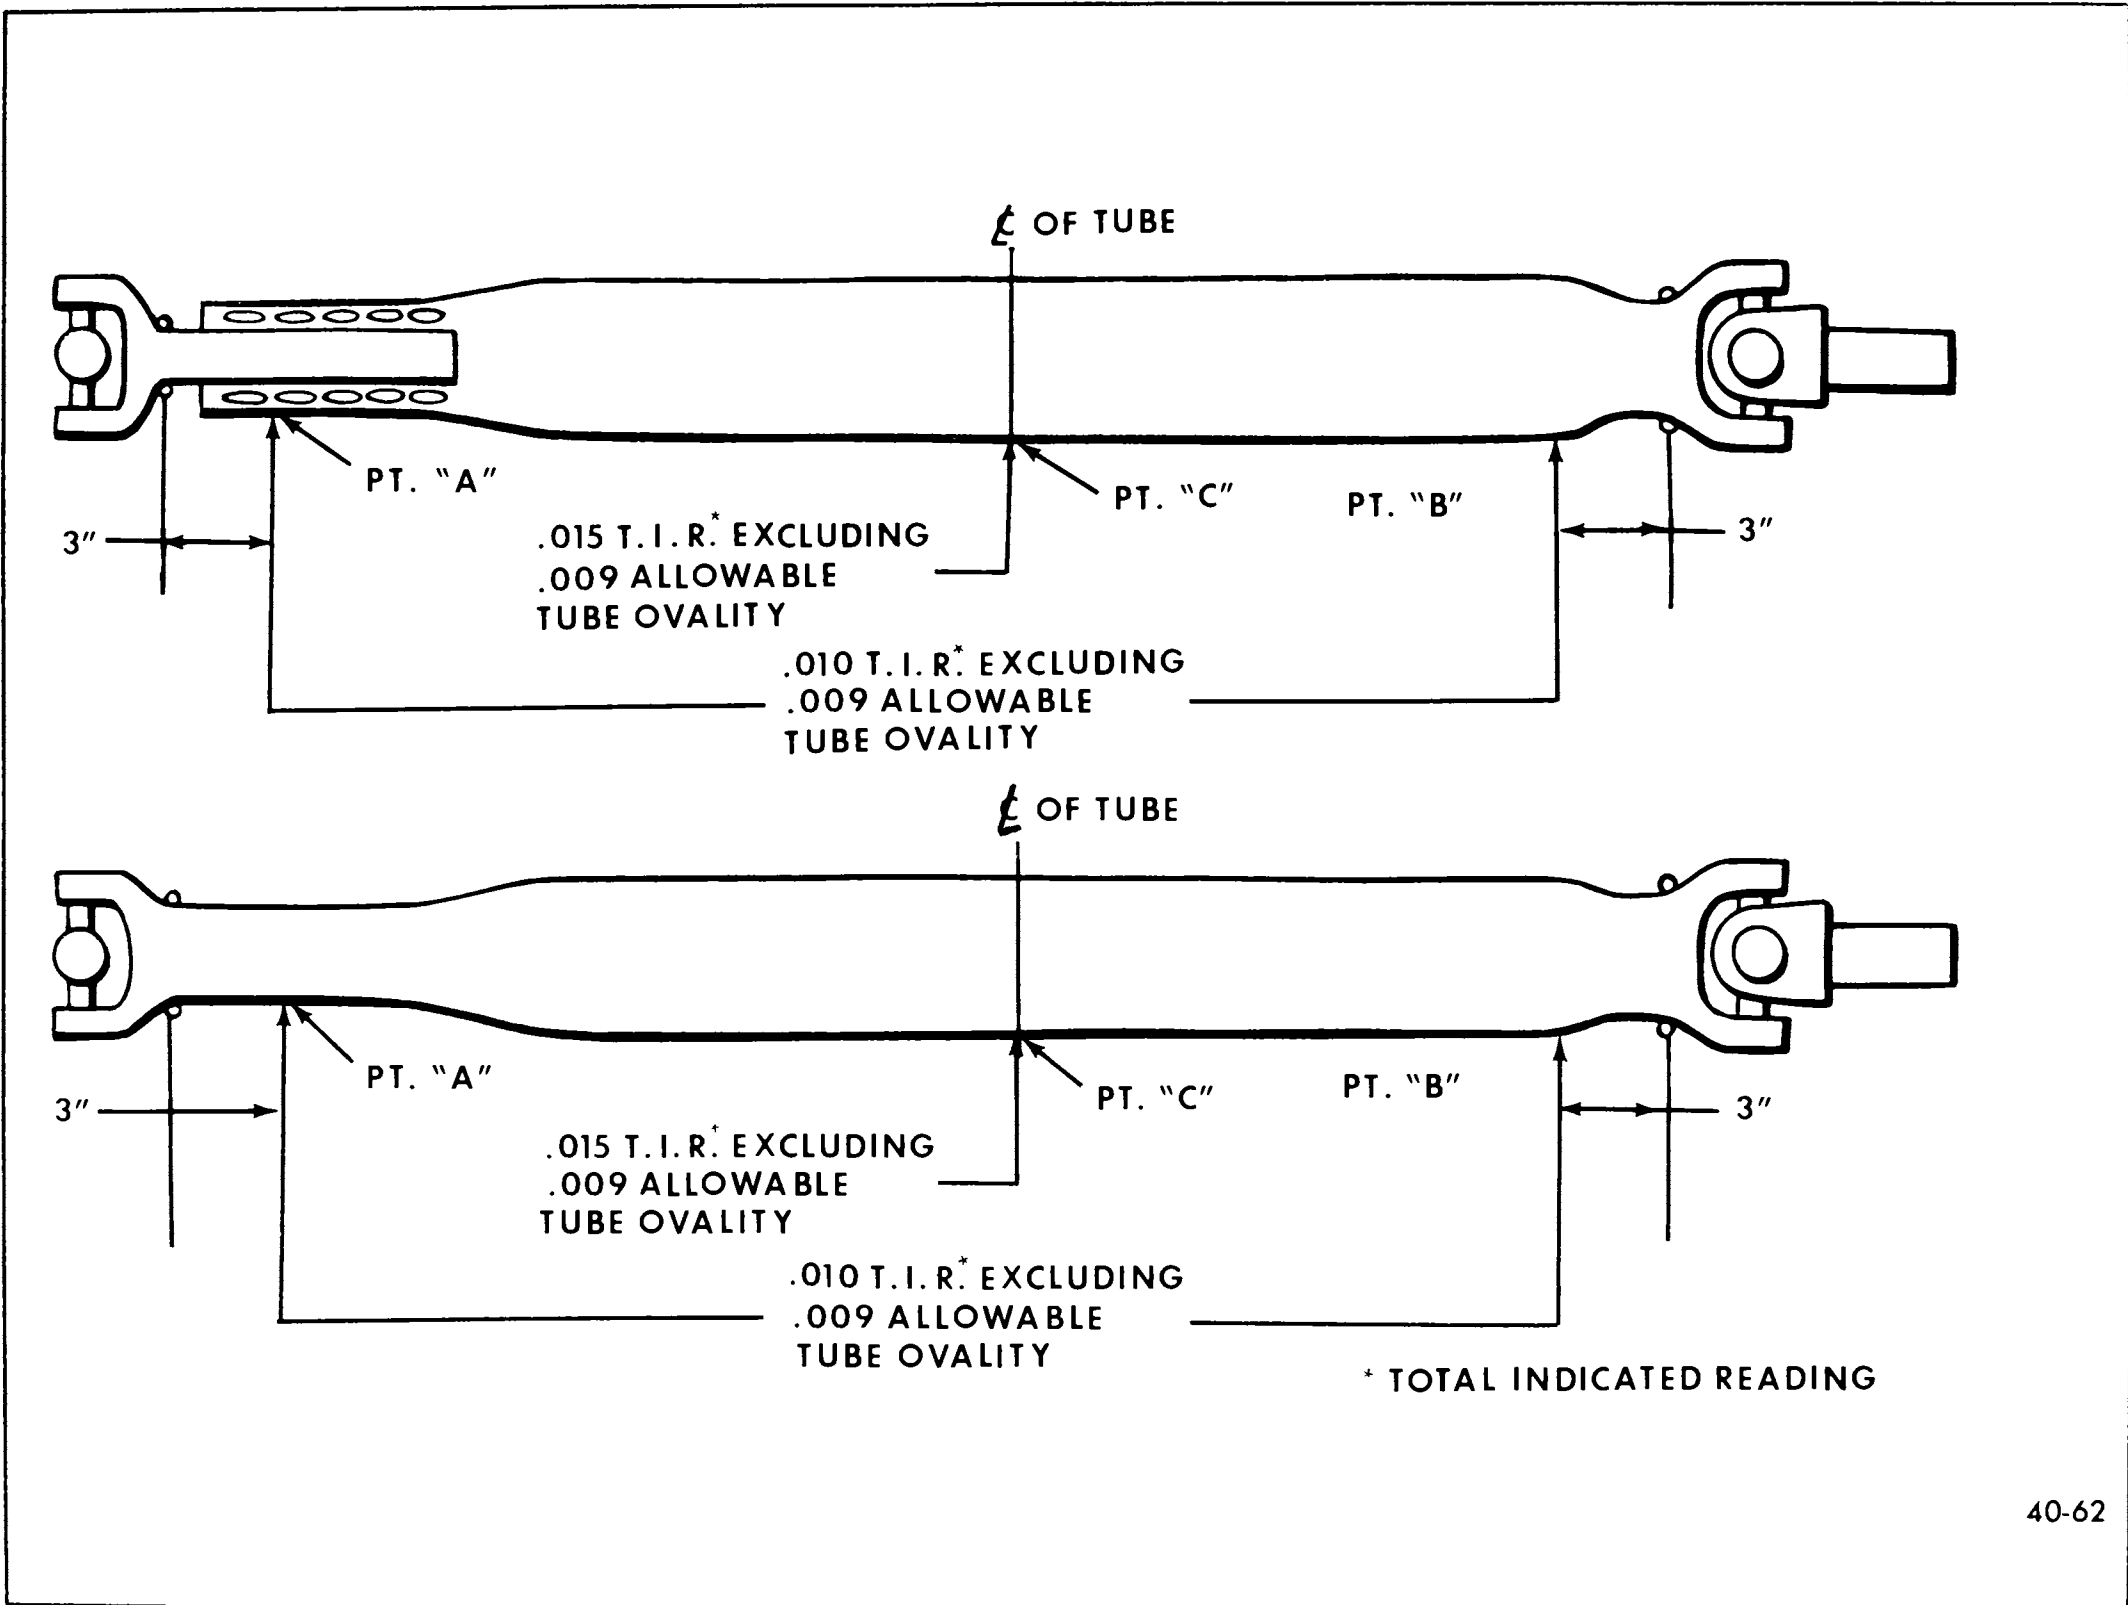 ℄ OF TUBE
PT. "A"
PT. "C"
PT. "B"
3"
3"
.015 T.I.R.* EXCLUDING
.009 ALLOWABLE
TUBE OVALITY
.010 T.I.R.* EXCLUDING
.009 ALLOWABLE
TUBE OVALITY
℄ OF TUBE
PT. "A"
PT. "C"
PT. "B"
3"
3"
.015 T.I.R.* EXCLUDING
.009 ALLOWABLE
TUBE OVALITY
.010 T.I.R.* EXCLUDING
.009 ALLOWABLE
TUBE OVALITY
* TOTAL INDICATED READING
40-62